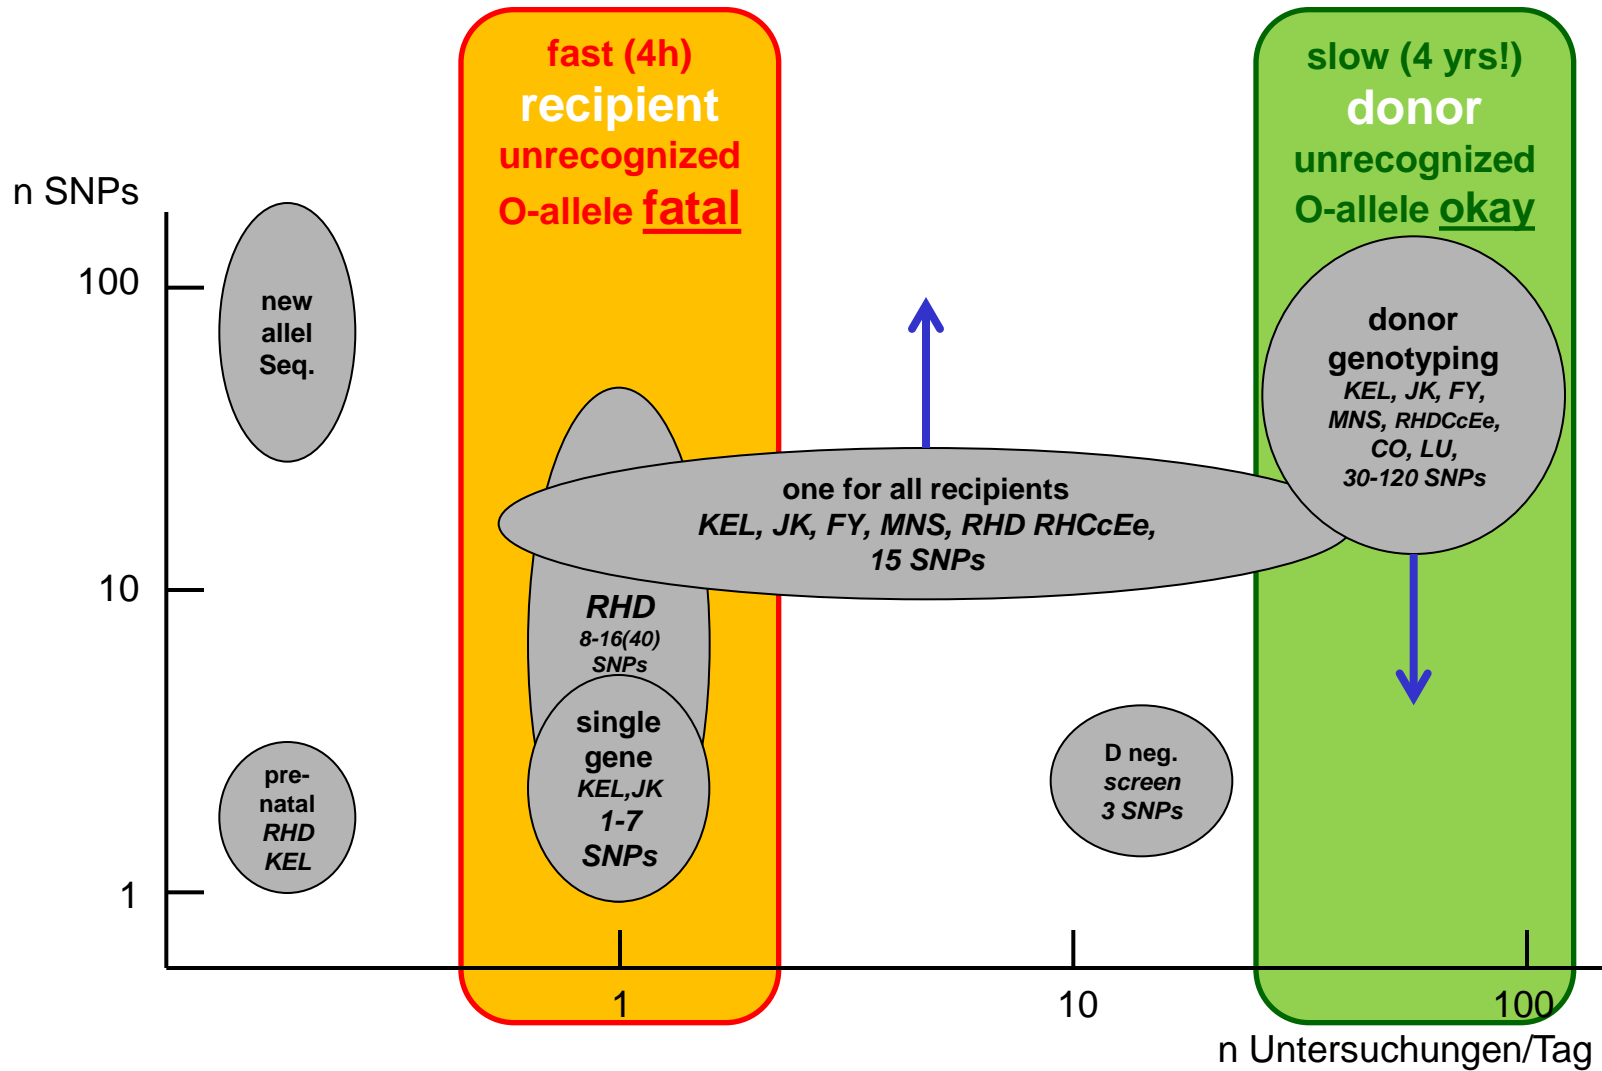 fast (4h)
recipient
unrecognized
O-allele fatal
slow (4 yrs!)
donor
unrecognized
O-allele okay
n SNPs
100
10
1
new
allel
Seq.
donor
genotyping
KEL, JK, FY,
MNS, RHDCcEe,
CO, LU,
30-120 SNPs
one for all recipients
KEL, JK, FY, MNS, RHD RHCcEe,
15 SNPs
RHD
8-16(40)
SNPs
single
gene
KEL,JK
1-7
SNPs
pre-
natal
RHD
KEL
D neg.
screen
3 SNPs
1
10
100
n Untersuchungen/Tag